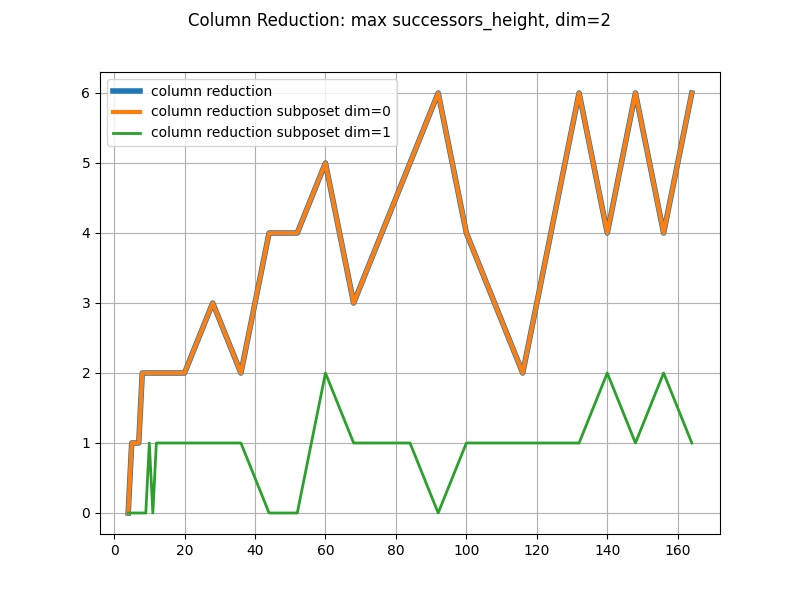 Column Reduction: max successors_height, dim=2
column reduction
column reduction subposet dim=0
column reduction subposet dim=1
6
5
4
3
2
1
0
0 20 40 60 80 100 120 140 160